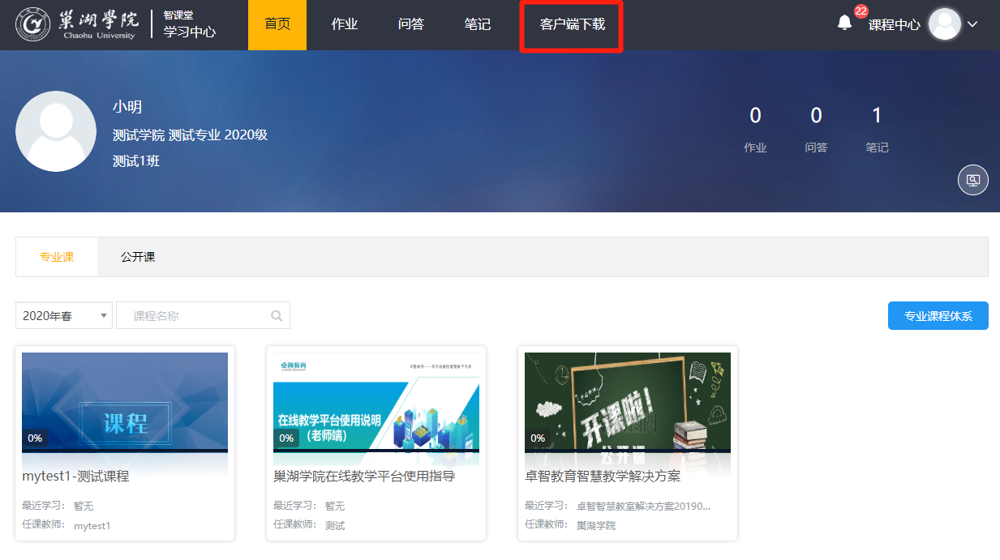 巢湖学院
Chaohu University
智课堂
学习中心
首页
作业
问答
笔记
客户端下载
22
课程中心
小明
测试学院 测试专业 2020级
测试1班
0
0
1
作业
问答
笔记
专业课
公开课
2020年春
课程名称
专业课程体系
课程
0%
mytest1-测试课程
最近学习： 暂无
任课教师： mytest1
卓智教育
在线教学平台使用说明
（老师端）
0%
巢湖学院在线教学平台使用指导
最近学习： 暂无
任课教师： 测试
开课啦！
公开课
0%
卓智教育智慧教学解决方案
最近学习： 卓智智慧教室解决方案20190...
任课教师： 巢湖学院